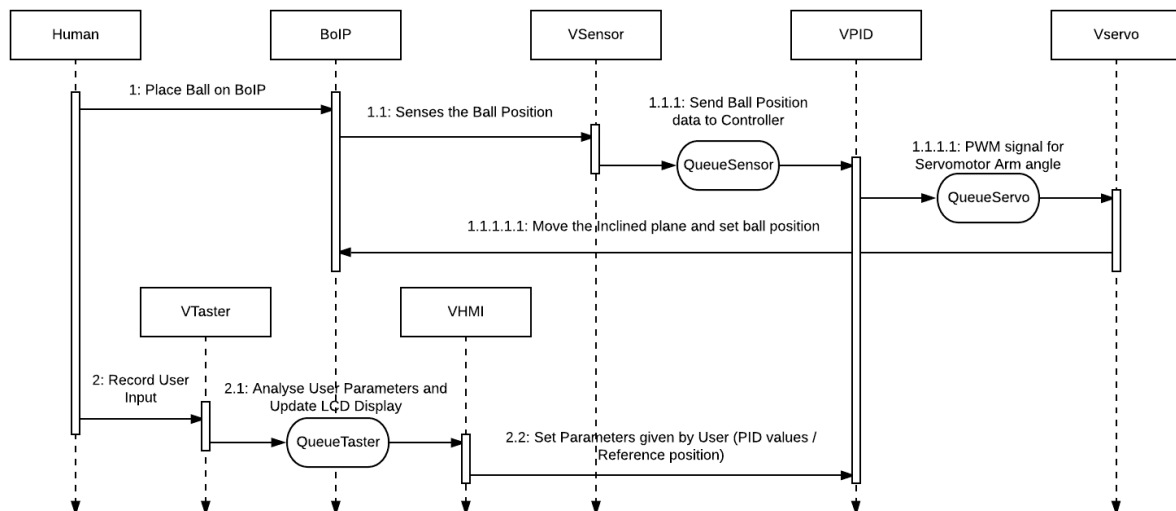 Human
BoIP
VSensor
VPID
Vservo
1: Place Ball on BoIP
1.1: Senses the Ball Position
1.1.1: Send Ball Position
data to Controller
QueueSensor
1.1.1.1: PWM signal for
Servomotor Arm angle
QueueServo
1.1.1.1.1: Move the Inclined plane and set ball position
VTaster
VHMI
2: Record User
Input
2.1: Analyse User Parameters and
Update LCD Display
QueueTaster
2.2: Set Parameters given by User (PID values /
Reference position)